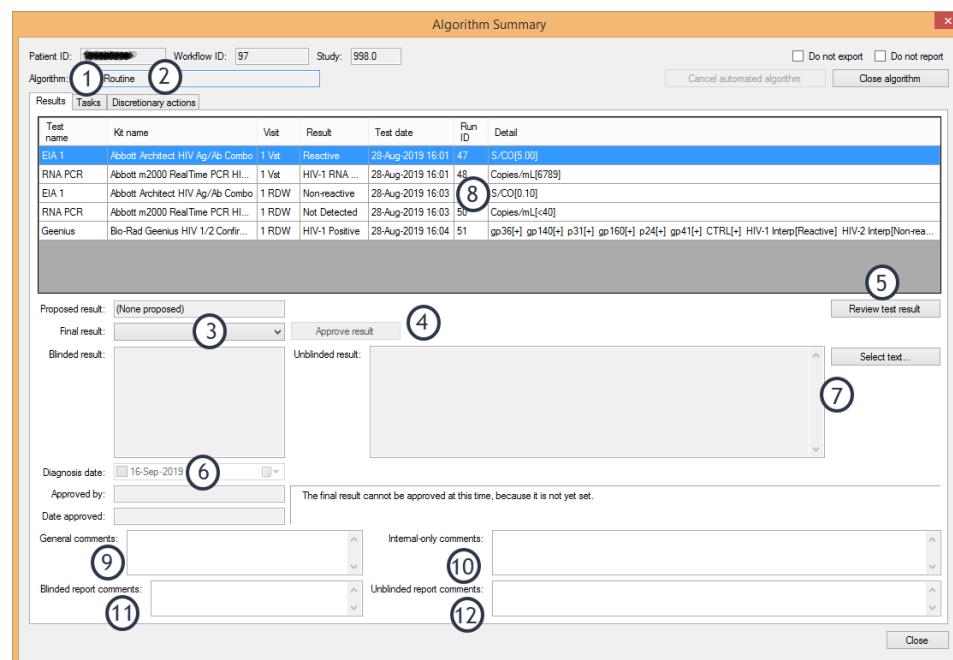 Algorithm Summary
Patient ID: Workflow ID: 97 Study: 998.0 Do not export Do not report
Algorithm: 1 Routine 2 Cancel automated algorithm Close algorithm
Results Tasks Discretionary actions
Test name Kit name Visit Result Test date Run ID Detail
EIA 1 Abbott Architect HIV Ag/Ab Combo 1 Vst Reactive 28-Aug-2019 16:01 47 S/CO[5.00]
RNA PCR Abbott m2000 RealTime PCR HI... 1 Vst HIV-1 RNA ... 28-Aug-2019 16:01 48 Copies/mL[6789]
EIA 1 Abbott Architect HIV Ag/Ab Combo 1 RDW Non-reactive 28-Aug-2019 16:03 8 S/CO[0.10]
RNA PCR Abbott m2000 RealTime PCR HI... 1 RDW Not Detected 28-Aug-2019 16:03 50 Copies/mL[<40]
Geenius Bio-Rad Geenius HIV 1/2 Confir... 1 RDW HIV-1 Positive 28-Aug-2019 16:04 51 gp36[+] gp140[+] p31[+] gp160[+] p24[+] gp41[+] CTRL[+] HIV-1 Interp[Reactive] HIV-2 Interp[Non-rea...
5
Proposed result: (None proposed) Review test result
Final result: 3 Approve result 4
Blinded result: Unblinded result: Select text...
7
Diagnosis date: 16-Sep-2019 6
Approved by: The final result cannot be approved at this time, because it is not yet set.
Date approved:
General comments: Internal-only comments:
9 10
Blinded report comments: Unblinded report comments:
11 12
Close